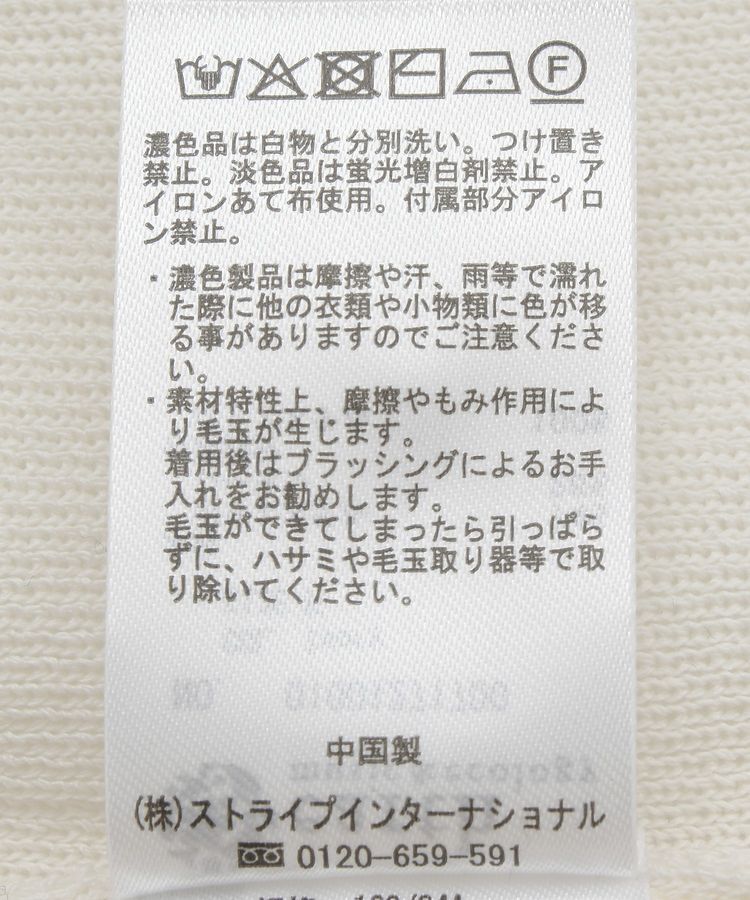 F
濃色品は白物と分別洗い。つけ置き
禁止。淡色品は蛍光増白剤禁止。ア
イロンあて布使用。付属部分アイロ
ン禁止。
・濃色製品は摩擦や汗、雨等で濡れ
た際に他の衣類や小物類に色が移
る事がありますのでご注意くださ
い。
・素材特性上、摩擦やもみ作用によ
り毛玉が生じます。
着用後はブラッシングによるお手
入れをお勧めします。
毛玉ができてしまったら引っぱら
ずに、ハサミや毛玉取り器等で取
り除いてください。
中国製
(株)ストライプインターナショナル
0120-659-591